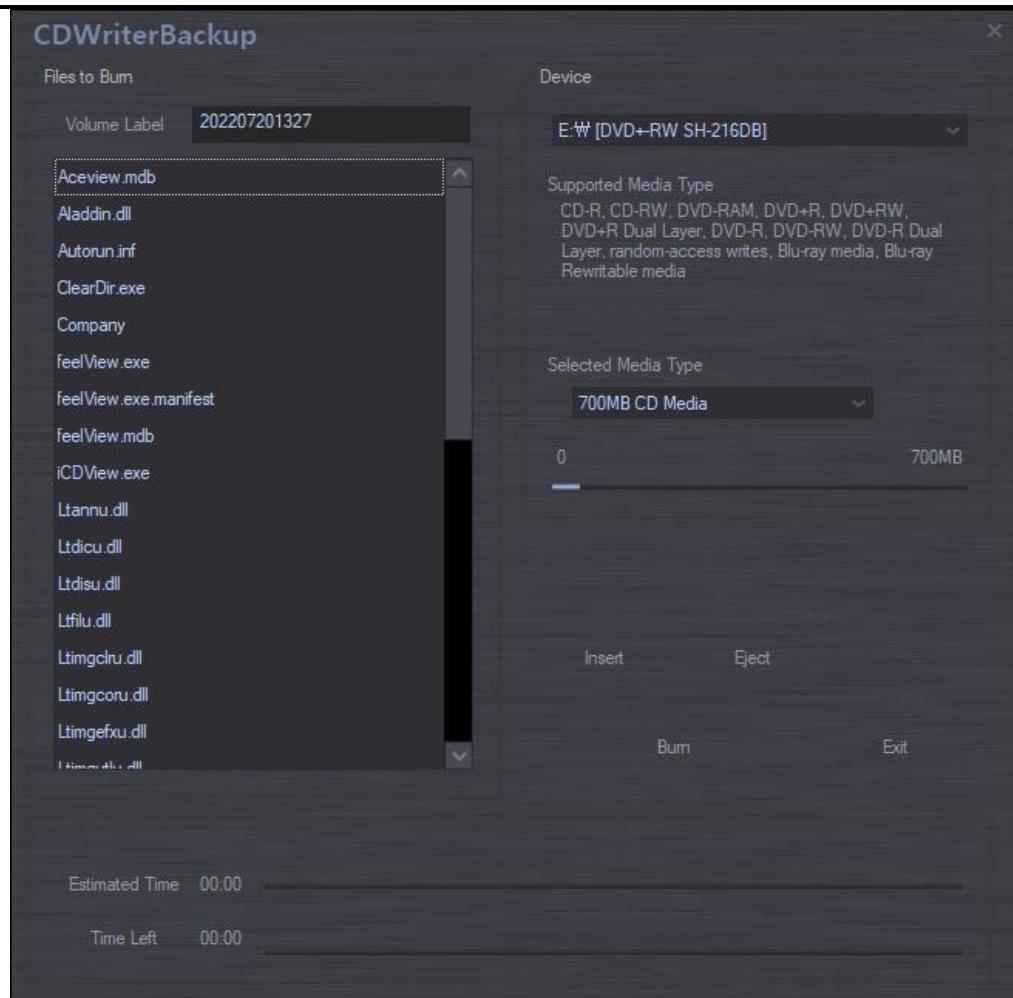 CDWriterBackup
Files to Burn
Volume Label 202207201327
Aceview.mdb
Aladdin.dll
Autorun.inf
ClearDir.exe
Company
feelView.exe
feelView.exe.manifest
feelView.mdb
iCDView.exe
Ltannu.dll
Ltdicu.dll
Ltdisu.dll
Ltfilu.dll
Ltimgclru.dll
Ltimgcoru.dll
Ltimgefxu.dll
Device
E:₩ [DVD+-RW SH-216DB]
Supported Media Type
CD-R, CD-RW, DVD-RAM, DVD+R, DVD+RW,
DVD+R Dual Layer, DVD-R, DVD-RW, DVD-R Dual
Layer, random-access writes, Blu-ray media, Blu-ray
Rewritable media
Selected Media Type
700MB CD Media
0 700MB
Insert Eject
Burn Exit
Estimated Time 00:00
Time Left 00:00